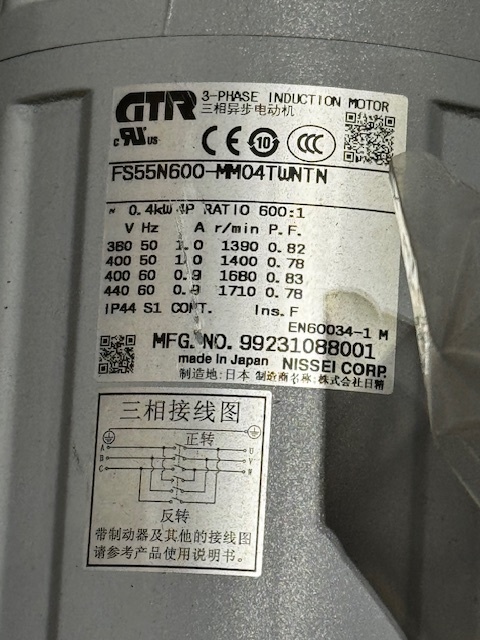 GTR 3-PHASE INDUCTION MOTOR
三相异步电动机
c RU US CE 10 CCC
FS55N600-MM04TWNTN
~ 0.4kW 4P RATIO 600:1
V Hz A r/min P.F.
380 50 1.0 1390 0.82
400 50 1.0 1400 0.78
400 60 0.9 1680 0.83
440 60 0.9 1710 0.78
IP44 S1 CONT. Ins.F
EN60034-1 M
MFG.NO. 99231088001
made in Japan NISSEI CORP.
制造地:日本 制造商名称:株式会社日精
三相接线图
正转
A U
B V
C W
反转
带制动器及其他的接线图
请参考产品使用说明书。